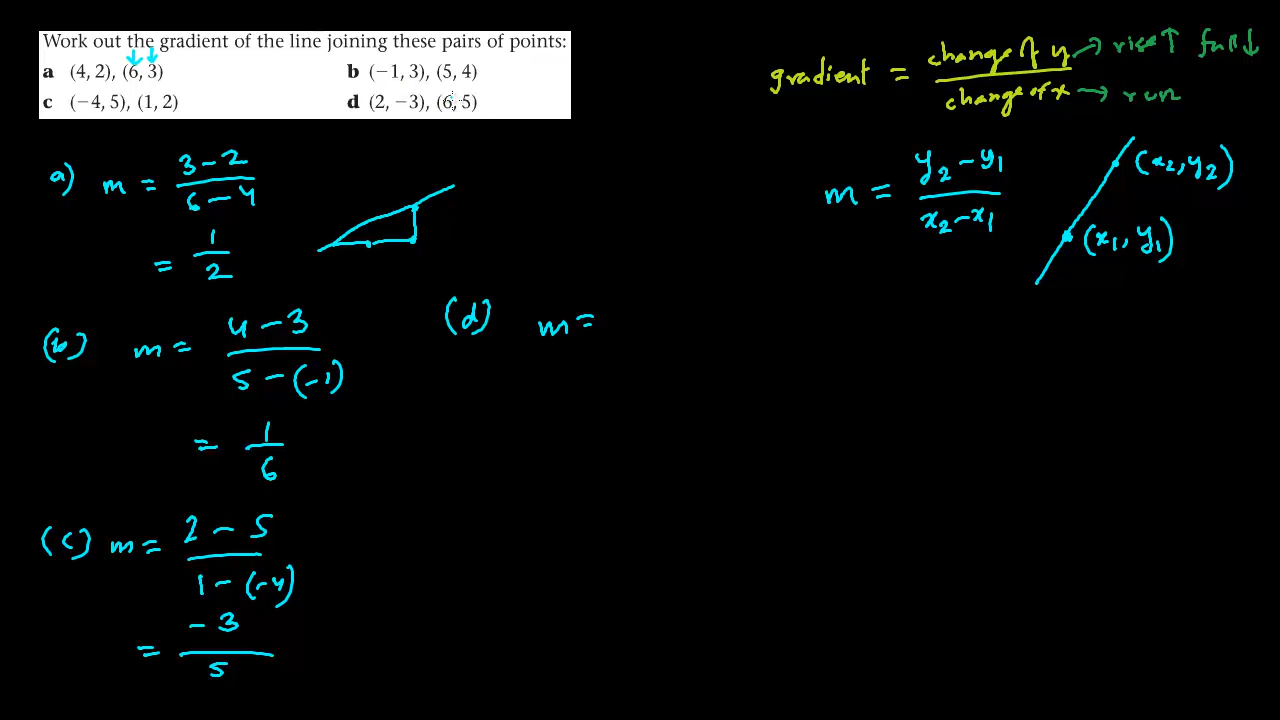 Work out the gradient of the line joining these pairs of points:
a (4, 2), (6, 3) b (−1, 3), (5, 4)
c (−4, 5), (1, 2) d (2, −3), (6, 5)
gradient = change of y / change of x
→ rise ↑ fall ↓
→ run
m = y₂ − y₁ / x₂ − x₁
(x₂, y₂)
(x₁, y₁)
a) m = 3 − 2 / 6 − 4
= 1 / 2
(b) m = 4 − 3 / 5 − (−1)
= 1 / 6
(c) m = 2 − 5 / 1 − (−4)
= − 3 / 5
(d) m =